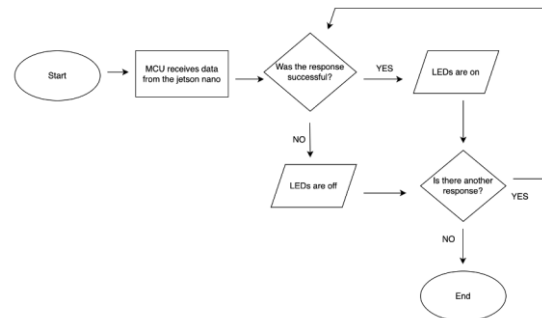 Start
MCU receives data
from the jetson nano
Was the response
successful?
YES
LEDs are on
NO
LEDs are off
Is there another
response?
YES
NO
End